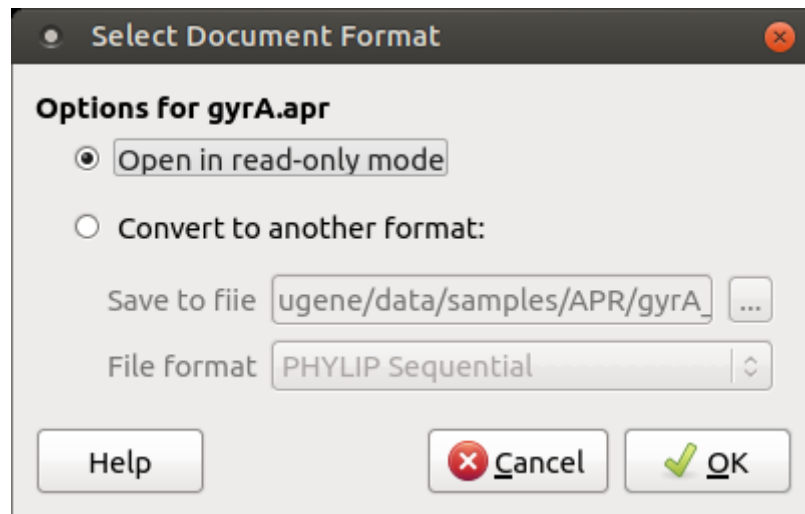 Select Document Format
Options for gyrA.apr
Open in read-only mode
Convert to another format:
Save to fiie ugene/data/samples/APR/gyrA_ ...
File format PHYLIP Sequential
Help Cancel OK